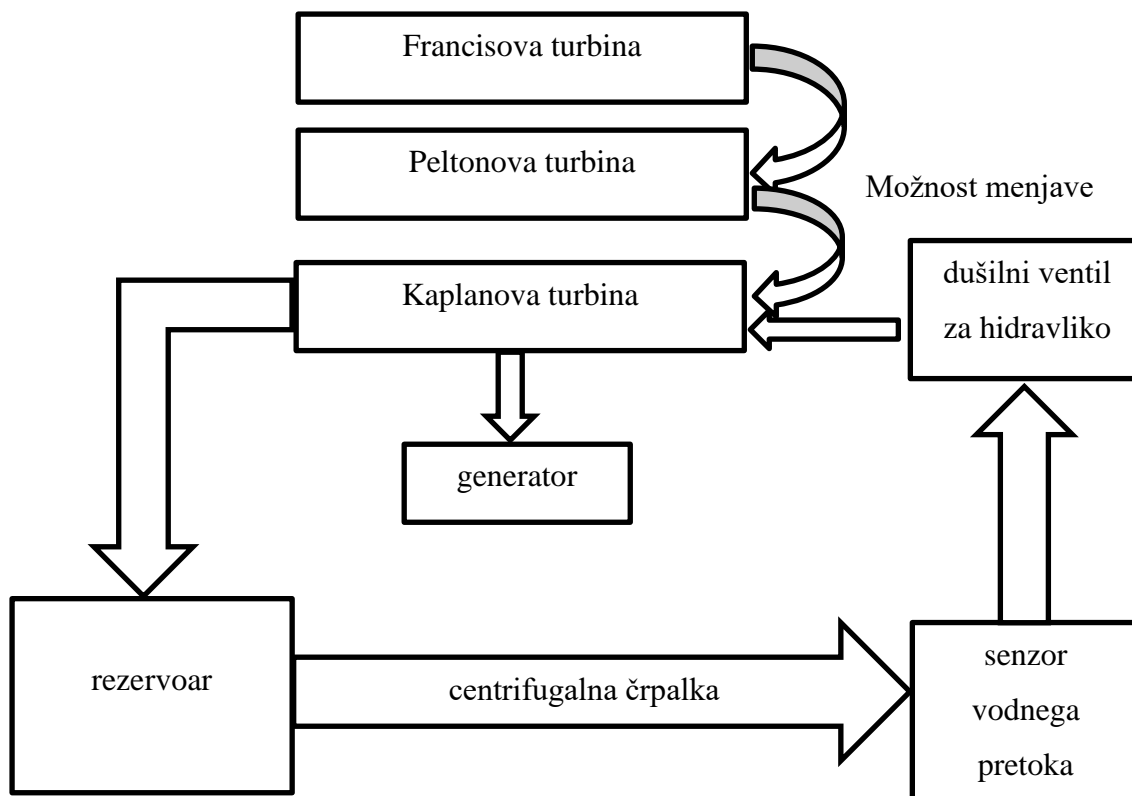 Francisova turbina
Peltonova turbina
Možnost menjave
Kaplanova turbina
dušilni ventil
za hidravliko
generator
rezervoar
centrifugalna črpalka
senzor
vodnega
pretoka